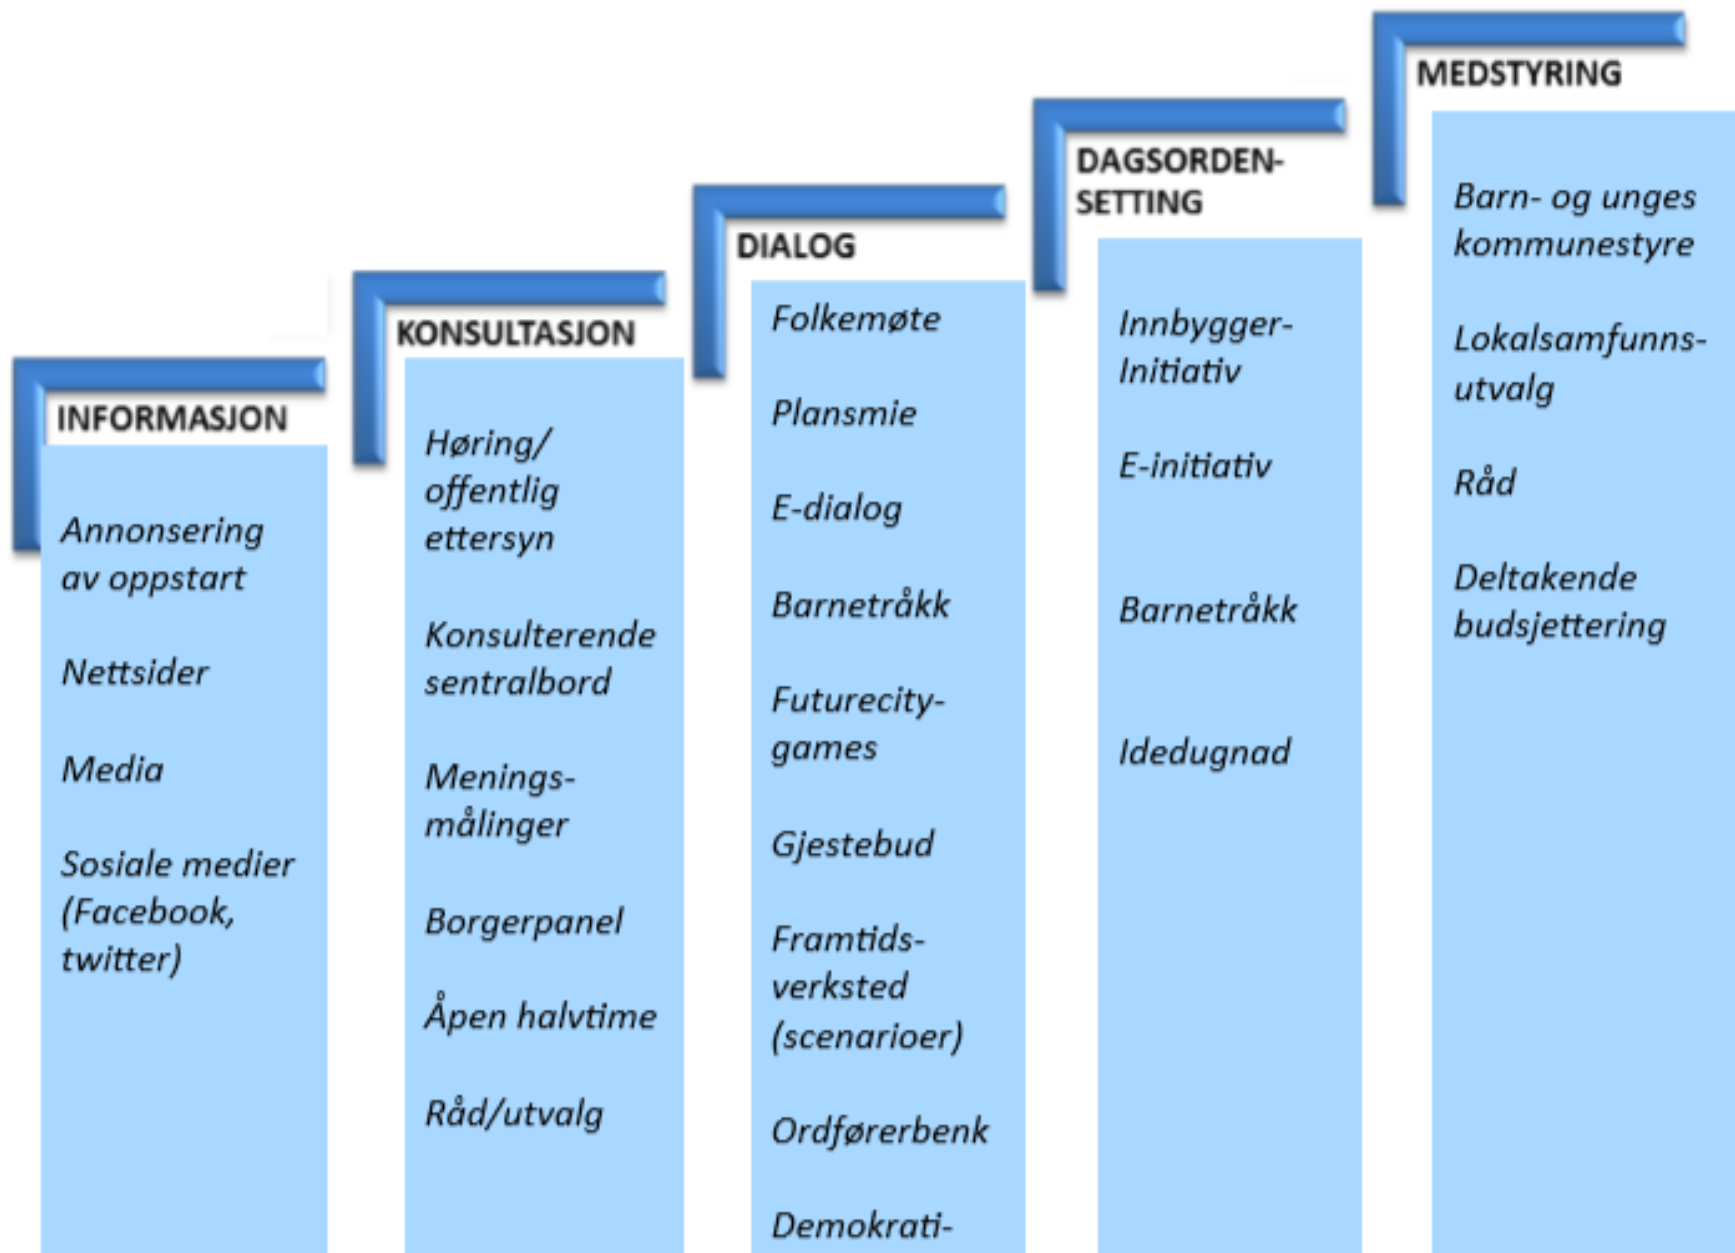 INFORMASJON
Annonsering
av oppstart
Nettsider
Media
Sosiale medier
(Facebook,
twitter)
KONSULTASJON
Høring/
offentlig
ettersyn
Konsulterende
sentralbord
Menings-
målinger
Borgerpanel
Åpen halvtime
Råd/utvalg
DIALOG
Folkemøte
Plansmie
E-dialog
Barnetråkk
Futurecity-
games
Gjestebud
Framtids-
verksted
(scenarioer)
Ordførerbenk
Demokrati-
DAGSORDEN-
SETTING
Innbygger-
Initiativ
E-initiativ
Barnetråkk
Idedugnad
MEDSTYRING
Barn- og unges
kommunestyre
Lokalsamfunns-
utvalg
Råd
Deltakende
budsjettering